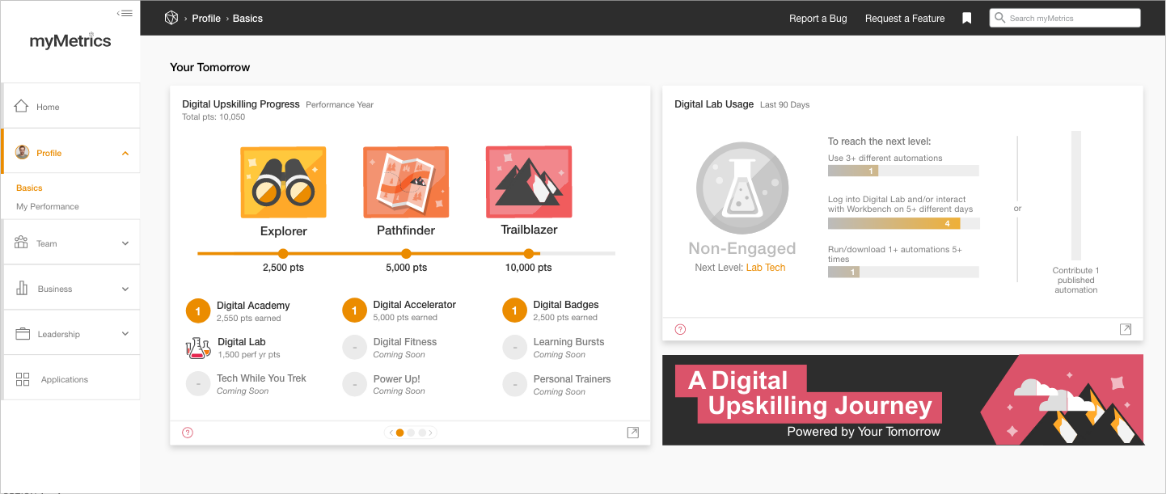 myMetrics
Home
Profile
Basics
My Performance
Team
Business
Leadership
Applications
› Profile › Basics
Report a Bug
Request a Feature
Search myMetrics
Your Tomorrow
Digital Upskilling Progress Performance Year
Total pts: 10,050
Explorer
Pathfinder
Trailblazer
2,500 pts
5,000 pts
10,000 pts
1
Digital Academy
2,550 pts earned
1
Digital Accelerator
5,000 pts earned
1
Digital Badges
2,500 pts earned
Digital Lab
1,500 perf yr pts
-
Digital Fitness
Coming Soon
-
Learning Bursts
Coming Soon
-
Tech While You Trek
Coming Soon
-
Power Up!
Coming Soon
-
Personal Trainers
Coming Soon
?
Digital Lab Usage Last 90 Days
Non-Engaged
Next Level: Lab Tech
To reach the next level:
Use 3+ different automations
1
Log into Digital Lab and/or interact
with Workbench on 5+ different days
4
Run/download 1+ automations 5+
times
1
or
Contribute 1
published
automation
?
A Digital
Upskilling Journey
Powered by Your Tomorrow